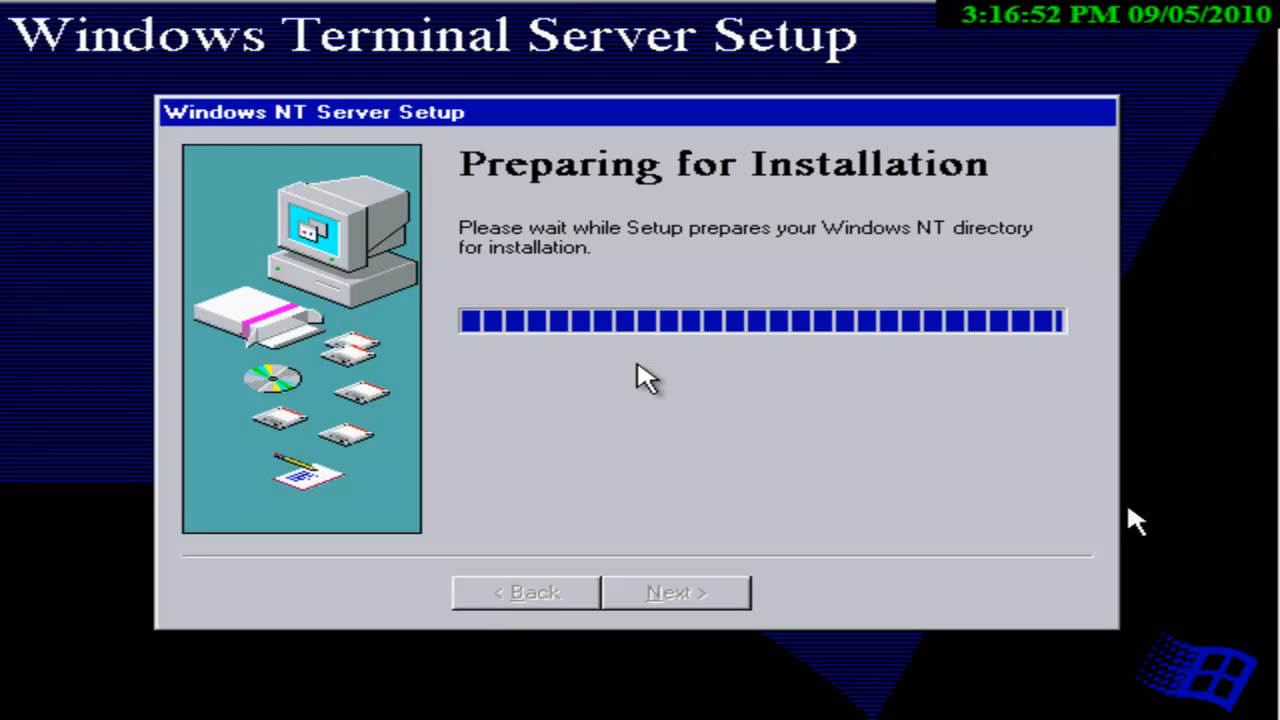 3:16:52 PM 09/05/2010
Windows Terminal Server Setup
Windows NT Server Setup
Preparing for Installation
Please wait while Setup prepares your Windows NT directory
for installation.
< Back
Next >